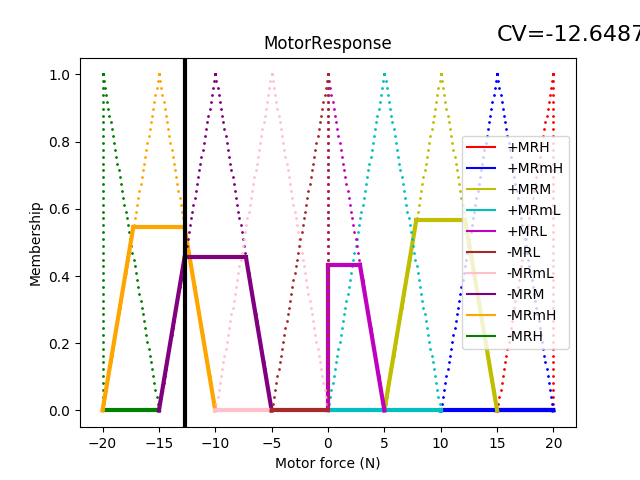 CV=-12.6487
MotorResponse
1.0
0.8
0.6
0.4
0.2
0.0
Membership
+MRH
+MRmH
+MRM
+MRmL
+MRL
-MRL
-MRmL
-MRM
-MRmH
-MRH
−20 −15 −10 −5 0 5 10 15 20
Motor force (N)